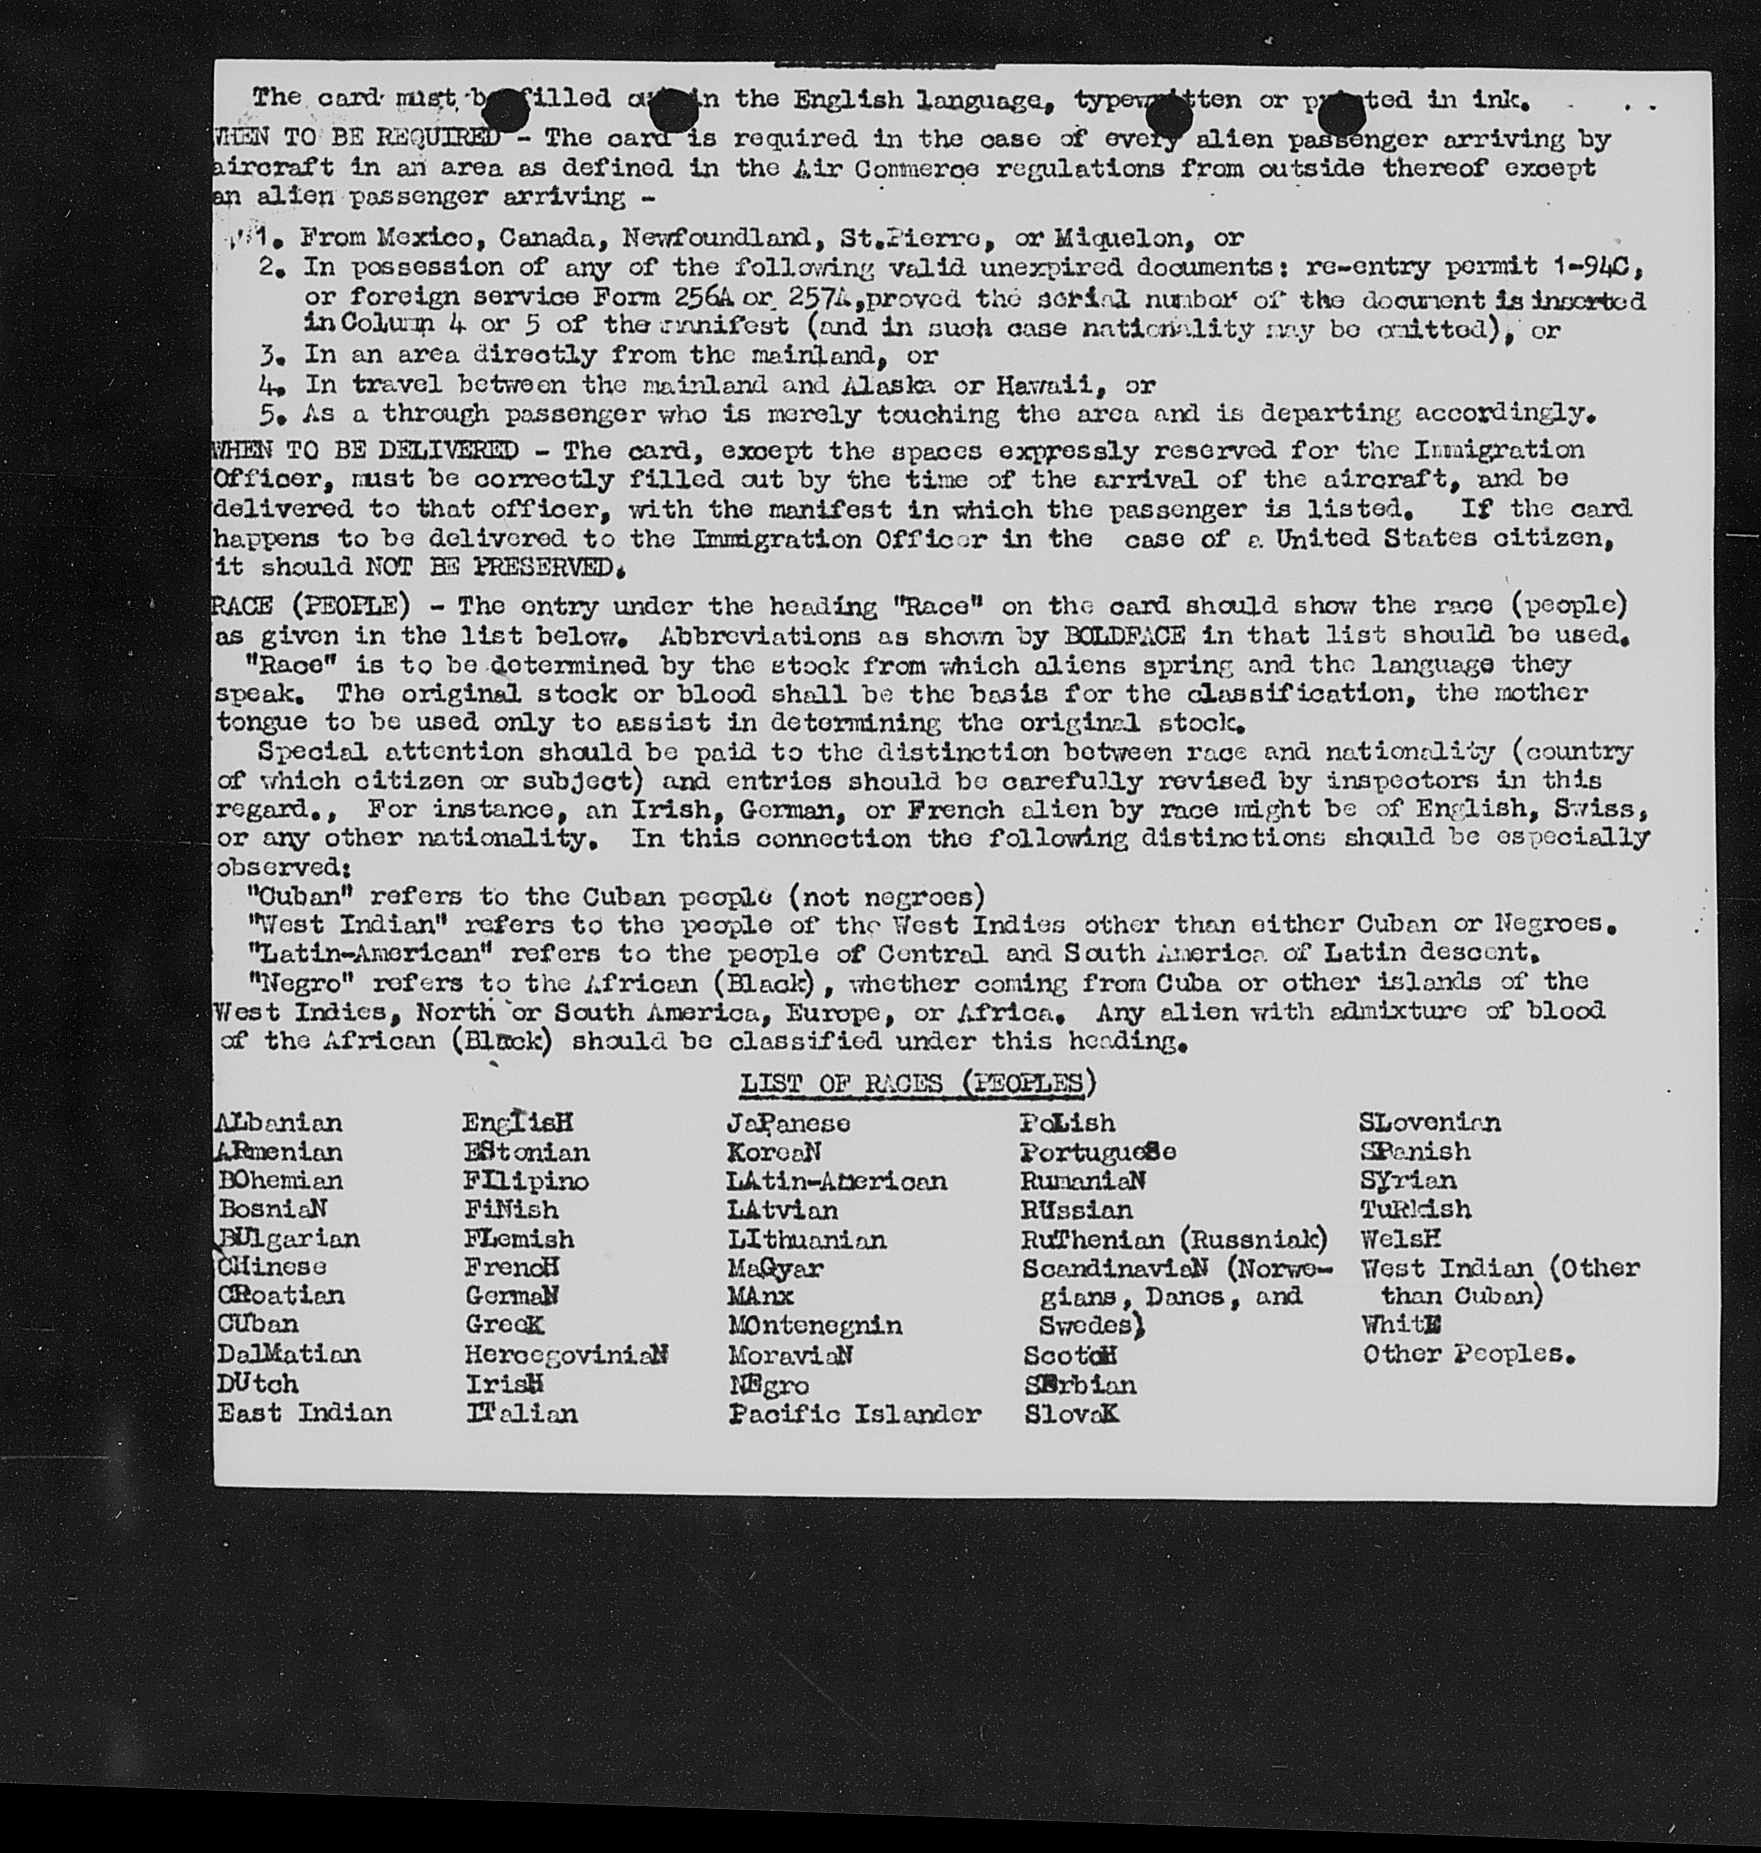 The card must be filled out in the English language, typewritten or printed in ink.
WHEN TO BE REQUIRED - The card is required in the case of every alien passenger arriving by
aircraft in an area as defined in the Air Commerce regulations from outside thereof except
an alien passenger arriving -
1. From Mexico, Canada, Newfoundland, St.Pierre, or Miquelon, or
2. In possession of any of the following valid unexpired documents: re-entry permit 1-94C,
or foreign service Form 256A or 257A,proved the serial number of the document is inserted
in Column 4 or 5 of the manifest (and in such case nationality may be omitted), or
3. In an area directly from the mainland, or
4. In travel between the mainland and Alaska or Hawaii, or
5. As a through passenger who is merely touching the area and is departing accordingly.
WHEN TO BE DELIVERED - The card, except the spaces expressly reserved for the Immigration
Officer, must be correctly filled out by the time of the arrival of the aircraft, and be
delivered to that officer, with the manifest in which the passenger is listed. If the card
happens to be delivered to the Immigration Officer in the case of a United States citizen,
it should NOT BE PRESERVED.
RACE (PEOPLE) - The entry under the heading "Race" on the card should show the race (people)
as given in the list below. Abbreviations as shown by BOLDFACE in that list should be used.
"Race" is to be determined by the stock from which aliens spring and the language they
speak. The original stock or blood shall be the basis for the classification, the mother
tongue to be used only to assist in determining the original stock.
Special attention should be paid to the distinction between race and nationality (country
of which citizen or subject) and entries should be carefully revised by inspectors in this
regard., For instance, an Irish, German, or French alien by race might be of English, Swiss,
or any other nationality. In this connection the following distinctions should be especially
observed:
"Cuban" refers to the Cuban people (not negroes)
"West Indian" refers to the people of the West Indies other than either Cuban or Negroes.
"Latin-American" refers to the people of Central and South America of Latin descent.
"Negro" refers to the African (Black), whether coming from Cuba or other islands of the
West Indies, North or South America, Europe, or Africa. Any alien with admixture of blood
of the African (Black) should be classified under this heading.
LIST OF RACES (PEOPLES)
ALbanian EnglisH JaPanese PoLish SLovenian
ARmenian EStonian KoreaN PortugueSe SPanish
BOhemian FIlipino LAtin-American RumaniaN SYrian
BosniaN FiNish LAtvian RUssian TuRkish
BUlgarian FLemish LIthuanian RuThenian (Russniak) WelsH
CHinese FrencH MaGyar ScandinaviaN (Norwe- West Indian (Other
CRoatian GermaN MAnx gians, Danes, and than Cuban)
CUban GreeK MOntenegnin Swedes) WhitE
DalMatian HercegoviniaN MoraviaN ScotcH Other Peoples.
DUtch IrisH NEgro SErbian
East Indian ITalian Pacific Islander SlovaK